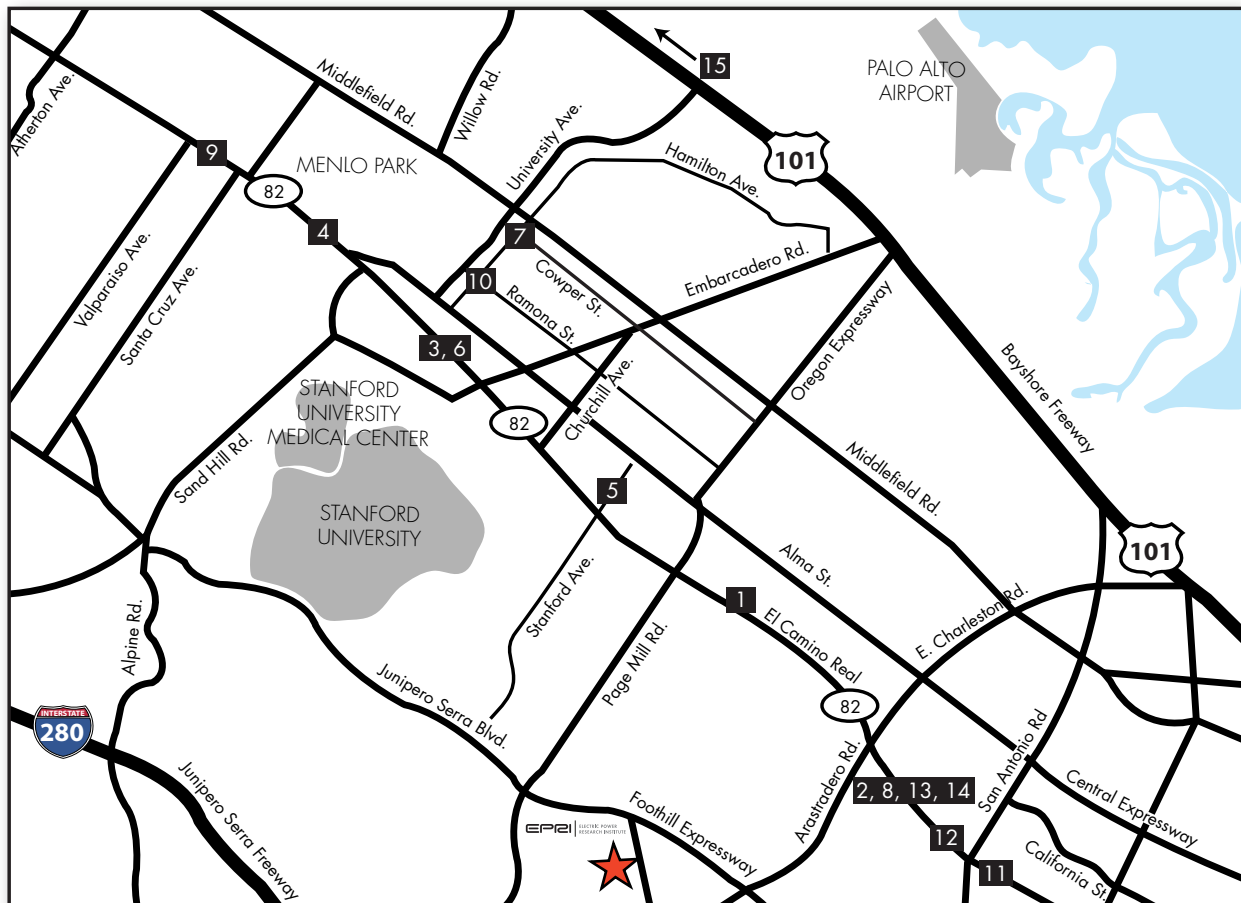 15
PALO ALTO
AIRPORT
Middlefield Rd.
Willow Rd.
Atherton Ave.
University Ave.
101
Hamilton Ave.
9
MENLO PARK
82
4
7
Valparaiso Ave.
Santa Cruz Ave.
10
Cowper St.
Ramona St.
Embarcadero Rd.
Oregon Expressway
3, 6
Churchill Ave.
Bayshore Freeway
STANFORD
UNIVERSITY
MEDICAL CENTER
82
Sand Hill Rd.
5
Middlefield Rd.
STANFORD
UNIVERSITY
101
Alma St.
Stanford Ave.
1
El Camino Real
E. Charleston Rd.
Alpine Rd.
Page Mill Rd.
Junipero Serra Blvd.
82
INTERSTATE
280
San Antonio Rd
Arastradero Rd.
2, 8, 13, 14
Junipero Serra Freeway
Foothill Expressway
Central Expressway
EPRI ELECTRIC POWER
RESEARCH INSTITUTE
12
11
California St.